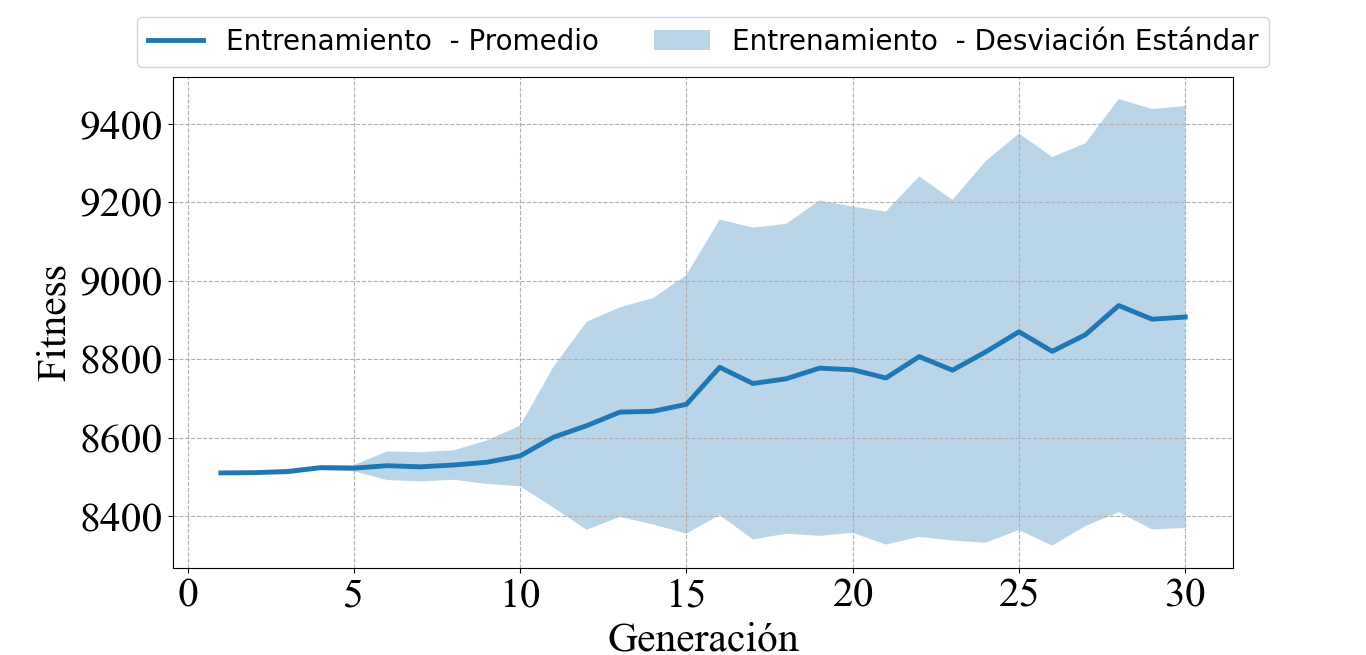 Entrenamiento - Promedio
Entrenamiento - Desviación Estándar
9400
9200
9000
8800
8600
8400
Fitness
0 5 10 15 20 25 30
Generación